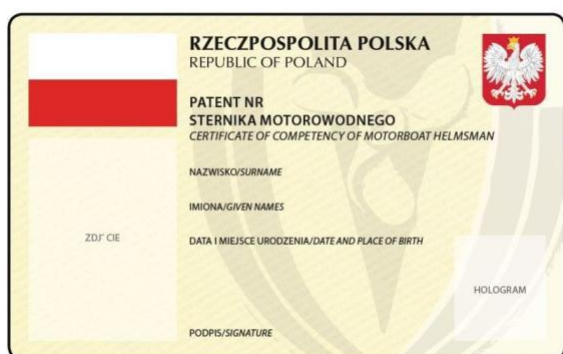 RZECZPOSPOLITA POLSKA
REPUBLIC OF POLAND
PATENT NR
STERNIKA MOTOROWODNEGO
CERTIFICATE OF COMPETENCY OF MOTORBOAT HELMSMAN
NAZWISKO/SURNAME
IMIONA/GIVEN NAMES
ZDJ' CIE
DATA I MIEJSCE URODZENIA/DATE AND PLACE OF BIRTH
HOLOGRAM
PODPIS/SIGNATURE